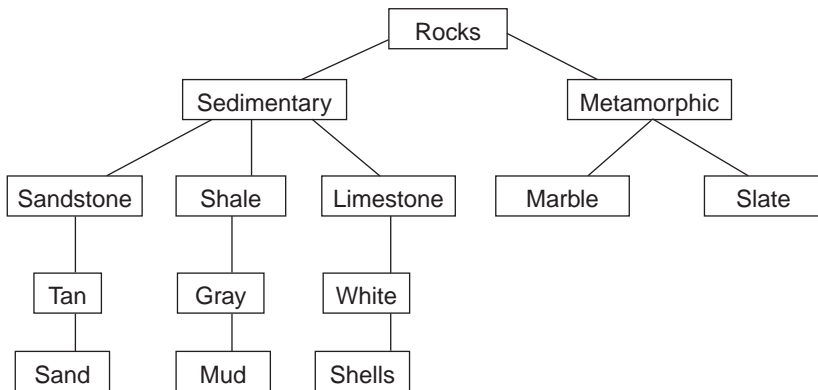 Rocks
Sedimentary Metamorphic
Sandstone Shale Limestone Marble Slate
Tan Gray White
Sand Mud Shells